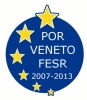 POR
VENETO
FESR
2007-2013